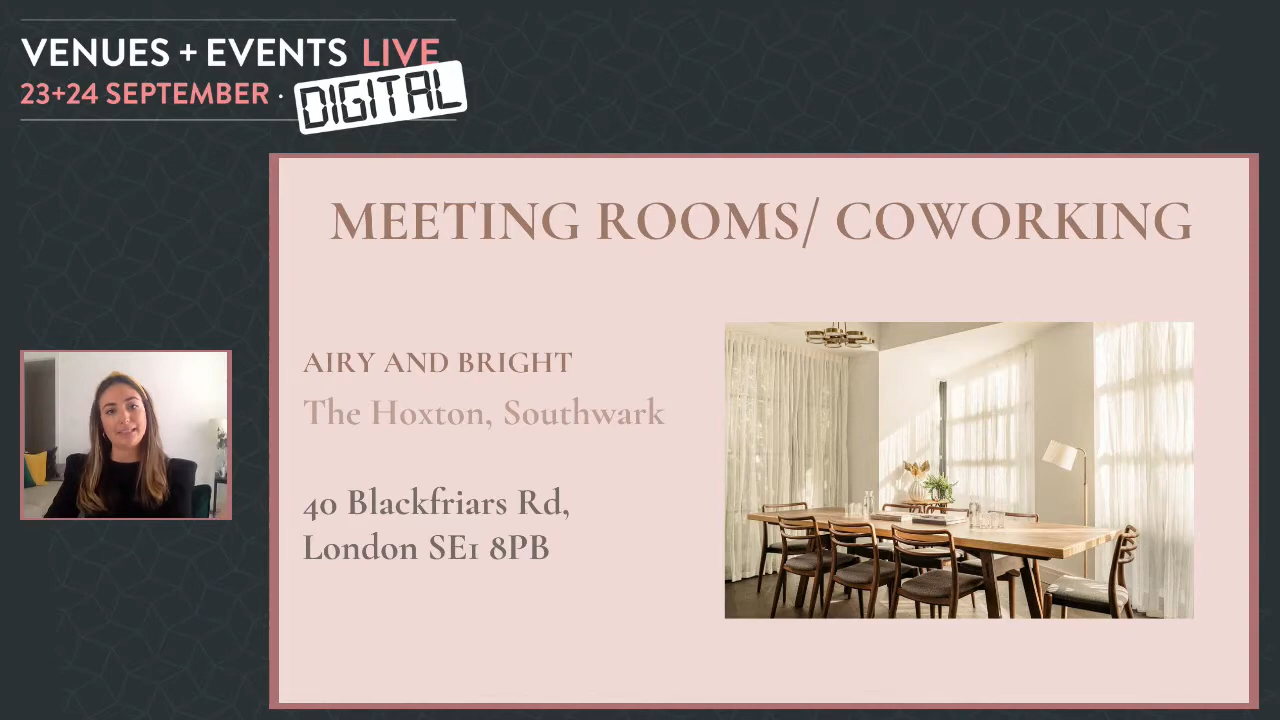 VENUES + EVENTS LIVE
23+24 SEPTEMBER · DIGITAL
MEETING ROOMS/ COWORKING
AIRY AND BRIGHT
The Hoxton, Southwark
40 Blackfriars Rd,
London SE1 8PB